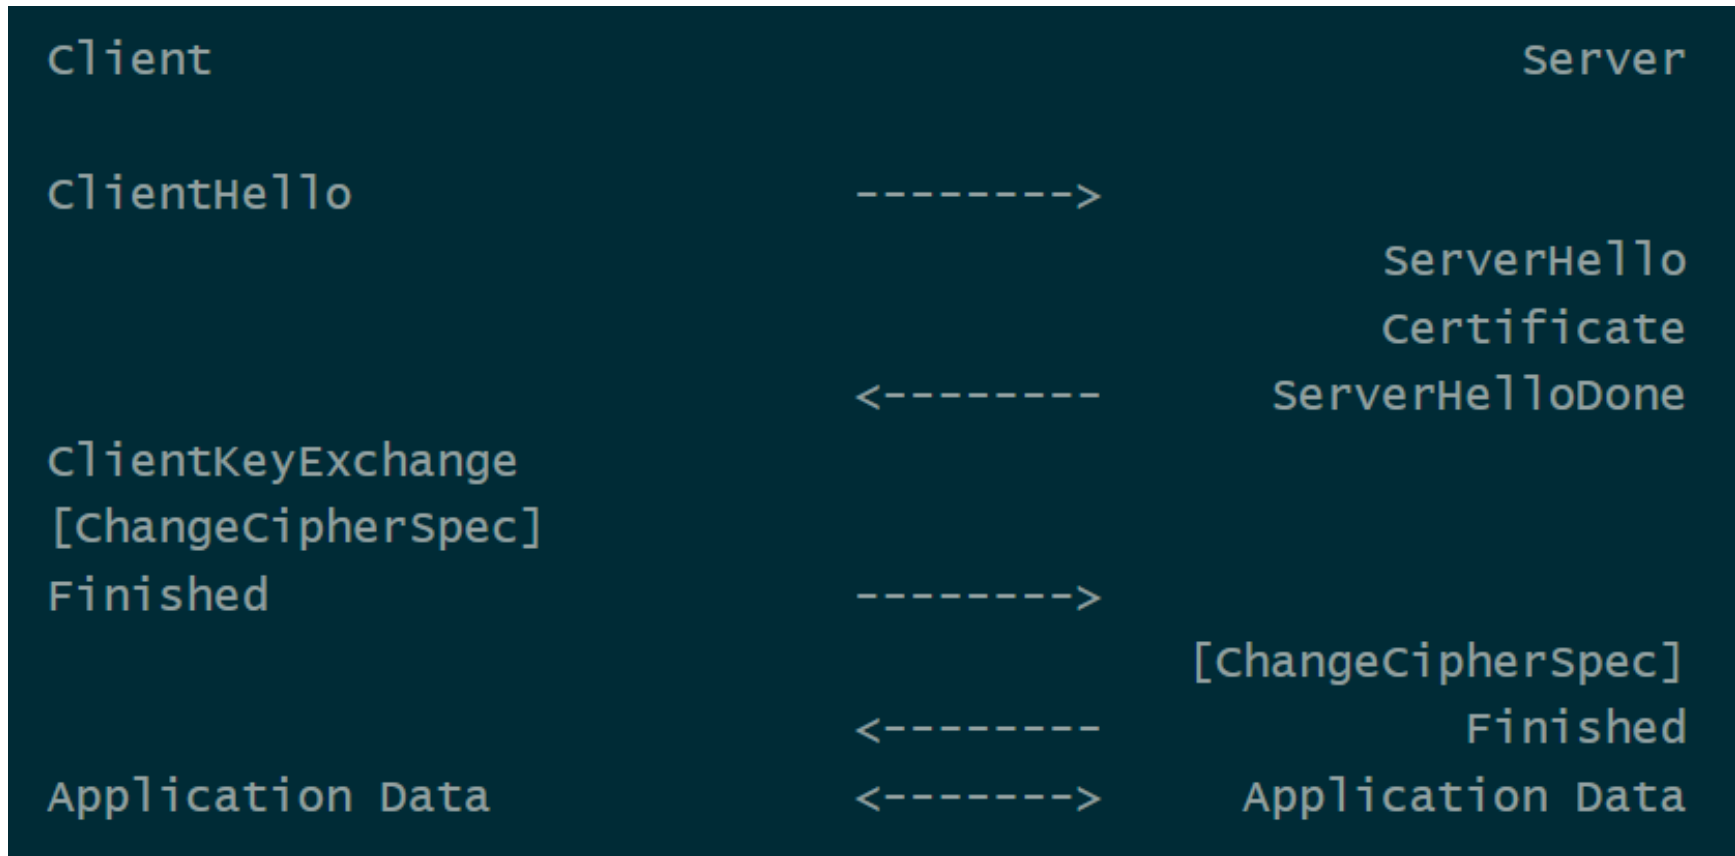 Client Server
ClientHello -------->
ServerHello
Certificate
<-------- ServerHelloDone
ClientKeyExchange
[ChangeCipherSpec]
Finished -------->
[ChangeCipherSpec]
<-------- Finished
Application Data <-------> Application Data